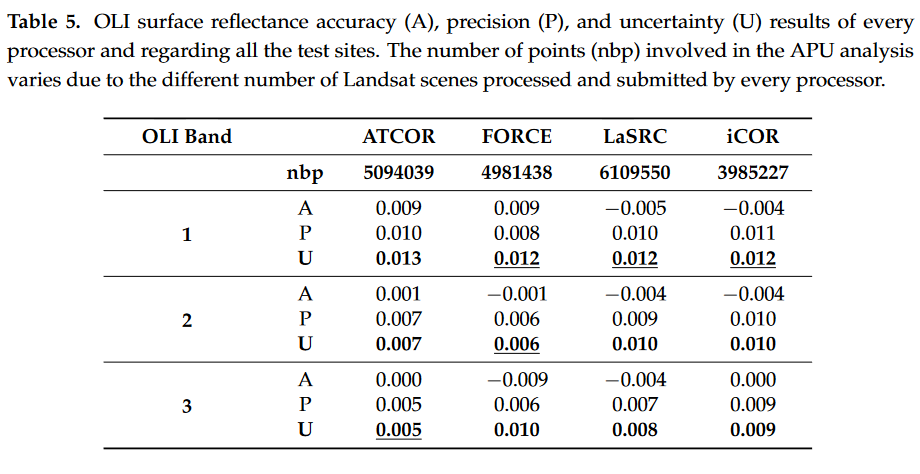 Table 5. OLI surface reflectance accuracy (A), precision (P), and uncertainty (U) results of every
processor and regarding all the test sites. The number of points (nbp) involved in the APU analysis
varies due to the different number of Landsat scenes processed and submitted by every processor.
OLI Band ATCOR FORCE LaSRC iCOR
nbp 5094039 4981438 6109550 3985227
A 0.009 0.009 −0.005 −0.004
1 P 0.010 0.008 0.010 0.011
U 0.013 0.012 0.012 0.012
A 0.001 −0.001 −0.004 −0.004
2 P 0.007 0.006 0.009 0.010
U 0.007 0.006 0.010 0.010
A 0.000 −0.009 −0.004 0.000
3 P 0.005 0.006 0.007 0.009
U 0.005 0.010 0.008 0.009